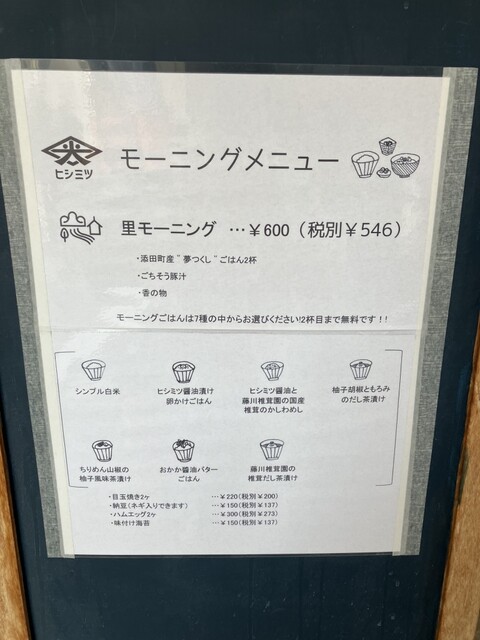 ヒシミツ
モーニングメニュー
里モーニング …￥600（税別￥546）
・添田町産"夢つくし"ごはん2杯
・ごちそう豚汁
・香の物
モーニングごはんは7種の中からお選びください!2杯目まで無料です！！
シンプル白米
ヒシミツ醤油漬け
卵かけごはん
ヒシミツ醤油と
藤川椎茸園の国産
椎茸のかしわめし
柚子胡椒ともろみ
のだし茶漬け
ちりめん山椒の
柚子風味茶漬け
おかか醤油バター
ごはん
藤川椎茸園の
椎茸だし茶漬け
・目玉焼き2ヶ …￥220（税別￥200）
・納豆（ネギ入りできます） …￥150（税別￥137）
・ハムエッグ2ヶ …￥300（税別￥273）
・味付け海苔 …￥150（税別￥137）